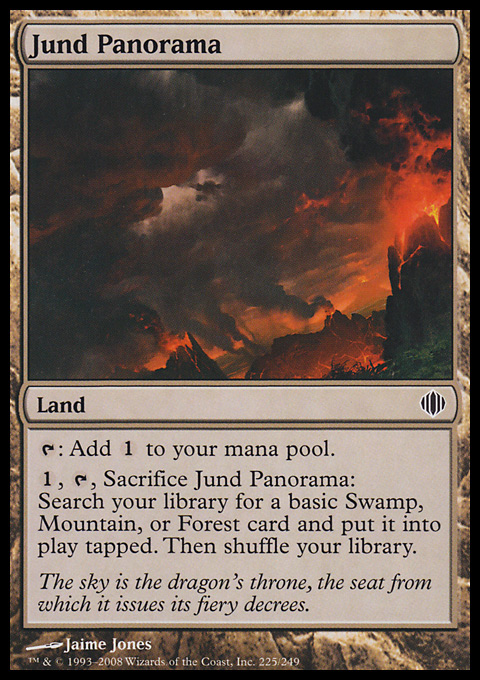 Jund Panorama
Land
: Add 1 to your mana pool.
1, , Sacrifice Jund Panorama:
Search your library for a basic Swamp,
Mountain, or Forest card and put it into
play tapped. Then shuffle your library.
The sky is the dragon's throne, the seat from
which it issues its fiery decrees.
Jaime Jones
™ & © 1993–2008 Wizards of the Coast, Inc. 225/249